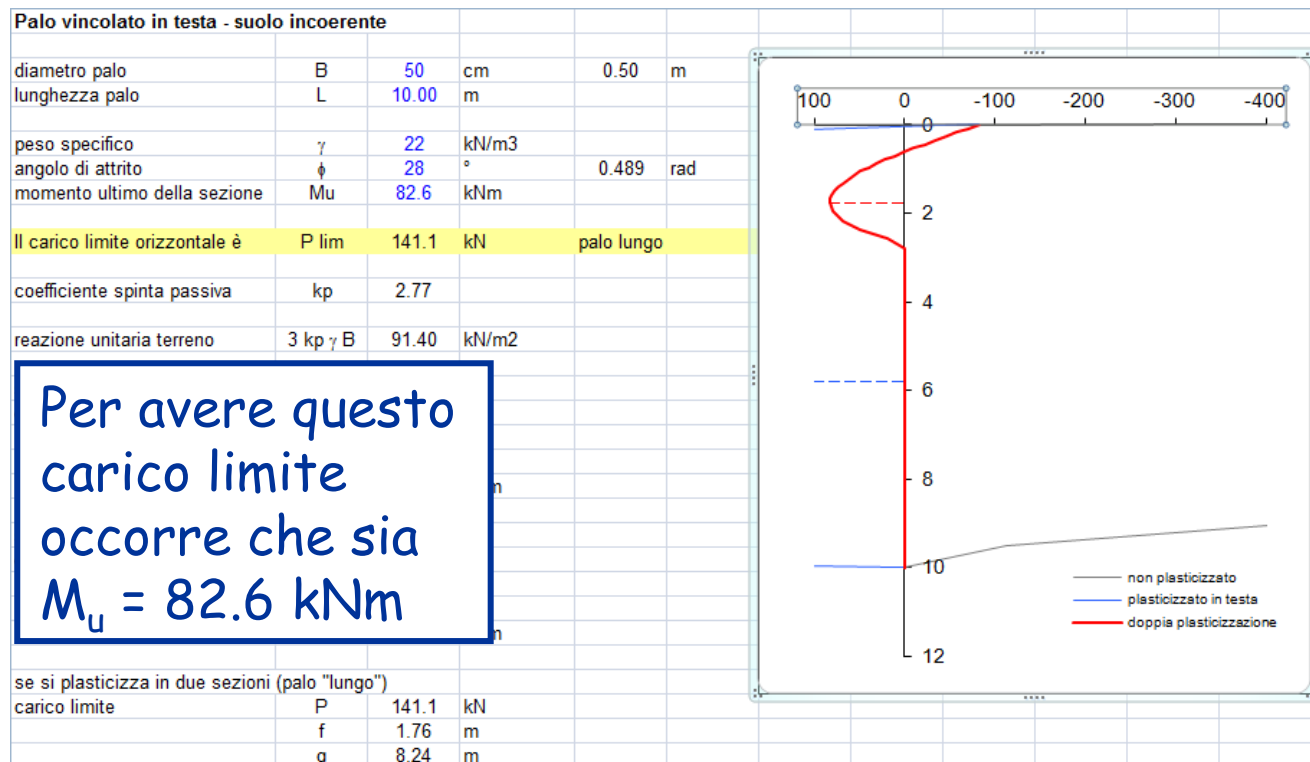 Palo vincolato in testa - suolo incoerente
diametro palo B 50 cm 0.50 m
lunghezza palo L 10.00 m
peso specifico γ 22 kN/m3
angolo di attrito ϕ 28 ° 0.489 rad
momento ultimo della sezione Mu 82.6 kNm
Il carico limite orizzontale è P lim 141.1 kN palo lungo
coefficiente spinta passiva kp 2.77
reazione unitaria terreno 3 kp γ B 91.40 kN/m2
Per avere questo
carico limite
occorre che sia
Mu = 82.6 kNm
se si plasticizza in due sezioni (palo "lungo")
carico limite P 141.1 kN
f 1.76 m
g 8.24 m
100 0 -100 -200 -300 -400
0
2
4
6
8
10
12
non plasticizzato
plasticizzato in testa
doppia plasticizzazione